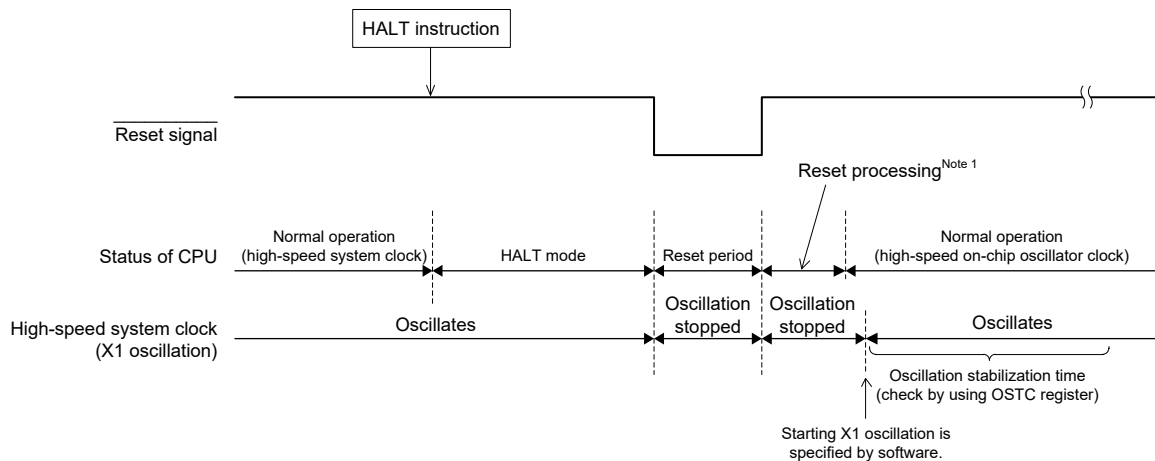 HALT instruction
Reset signal
Reset processing Note 1
Status of CPU
Normal operation
(high-speed system clock)
HALT mode
Reset period
Normal operation
(high-speed on-chip oscillator clock)
High-speed system clock
(X1 oscillation)
Oscillates
Oscillation
stopped
Oscillation
stopped
Oscillates
Oscillation stabilization time
(check by using OSTC register)
Starting X1 oscillation is
specified by software.